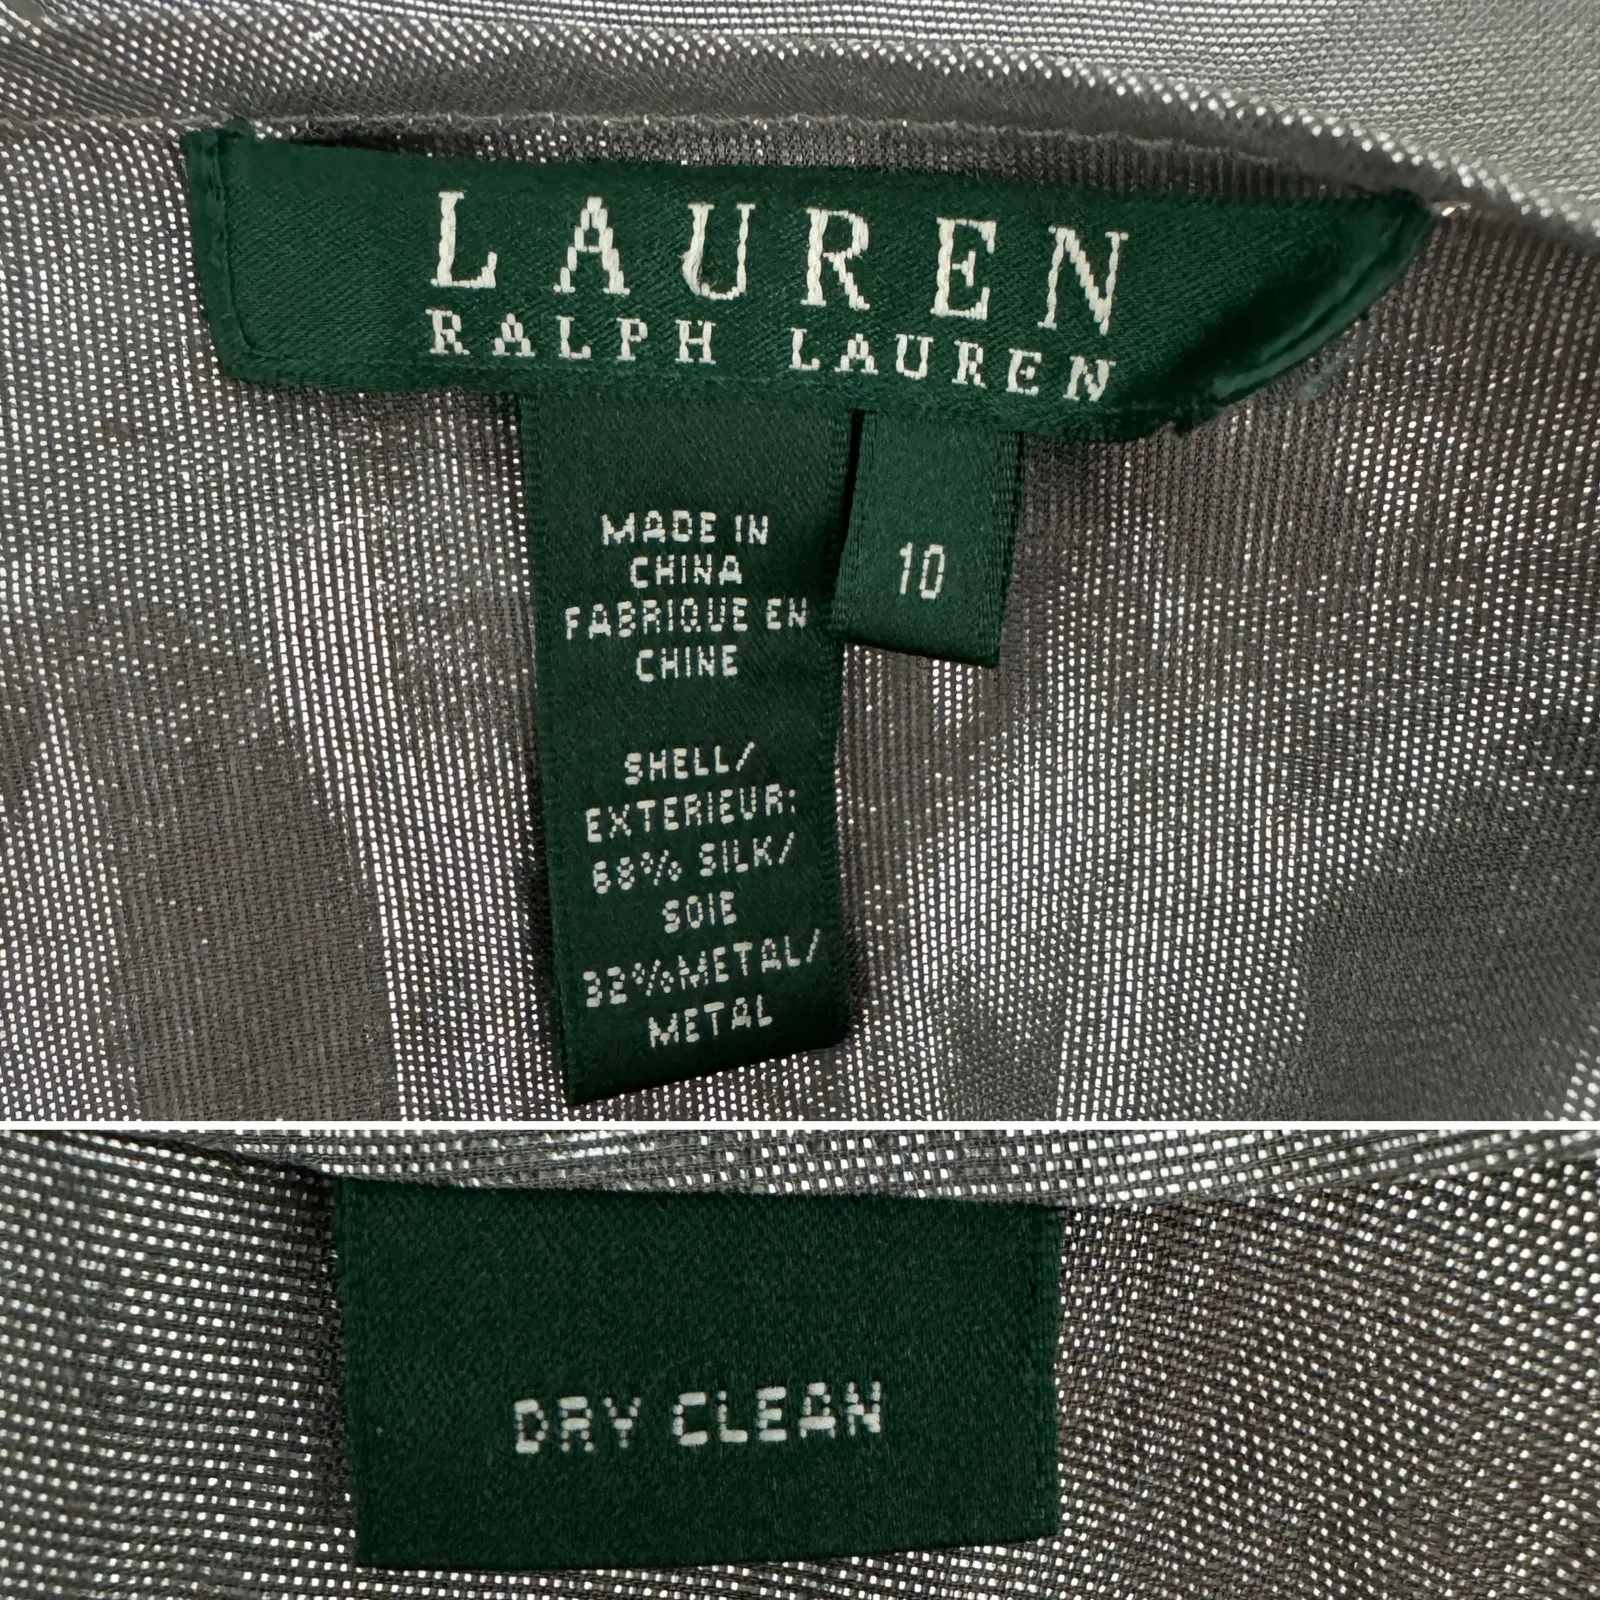 LAUREN
RALPH LAUREN
MADE IN
CHINA
FABRIQUE EN
CHINE
10
SHELL/
EXTERIEUR:
68% SILK/
SOIE
32%METAL/
METAL
DRY CLEAN